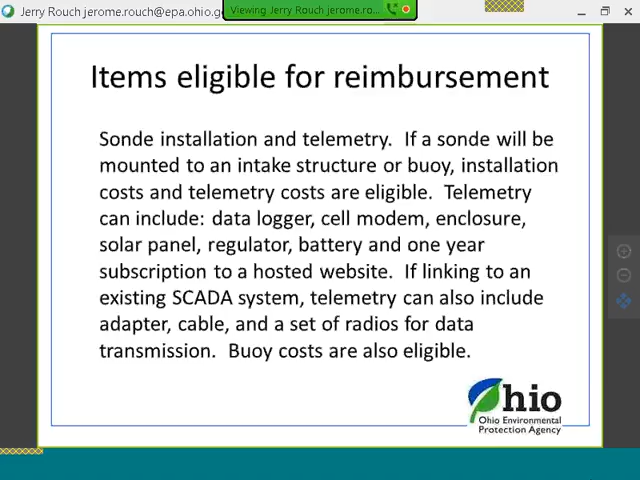 Jerry Rouch jerome.rouch@epa.ohio.g
Viewing Jerry Rouch jerome.ro...
Items eligible for reimbursement
Sonde installation and telemetry. If a sonde will be
mounted to an intake structure or buoy, installation
costs and telemetry costs are eligible. Telemetry
can include: data logger, cell modem, enclosure,
solar panel, regulator, battery and one year
subscription to a hosted website. If linking to an
existing SCADA system, telemetry can also include
adapter, cable, and a set of radios for data
transmission. Buoy costs are also eligible.
Ohio
Ohio Environmental
Protection Agency